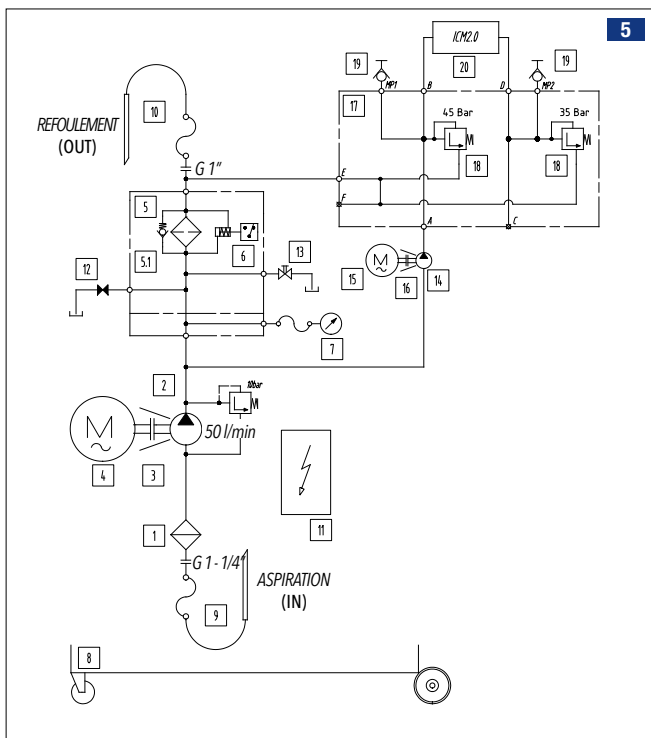 5
ICM2.0
19
20
19
MP1
B
D
MP2
17
45 Bar
35 Bar
10
REFOULEMENT
(OUT)
18
18
G 1"
E
F
5
A
C
6
5.1
13
12
M
15
16
14
7
2
10bar
M
M
M
50 l/min
M
4
3
11
1
G 1 - 1/4"
ASPIRATION
(IN)
9
8